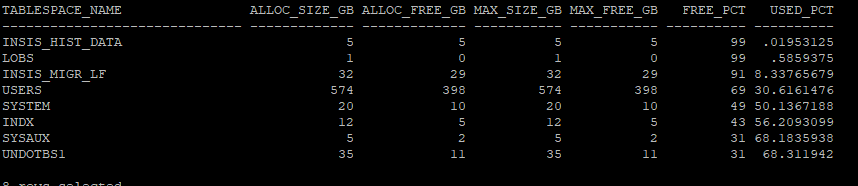 TABLESPACE_NAME ALLOC_SIZE_GB ALLOC_FREE_GB MAX_SIZE_GB MAX_FREE_GB FREE_PCT USED_PCT
------------------------------ ------------- ------------- ----------- ----------- ---------- ----------
INSIS_HIST_DATA 5 5 5 5 99 .01953125
LOBS 1 0 1 0 99 .5859375
INSIS_MIGR_LF 32 29 32 29 91 8.33765679
USERS 574 398 574 398 69 30.6161476
SYSTEM 20 10 20 10 49 50.1367188
INDX 12 5 12 5 43 56.2093099
SYSAUX 5 2 5 2 31 68.1835938
UNDOTBS1 35 11 35 11 31 68.311942
8 rows selected